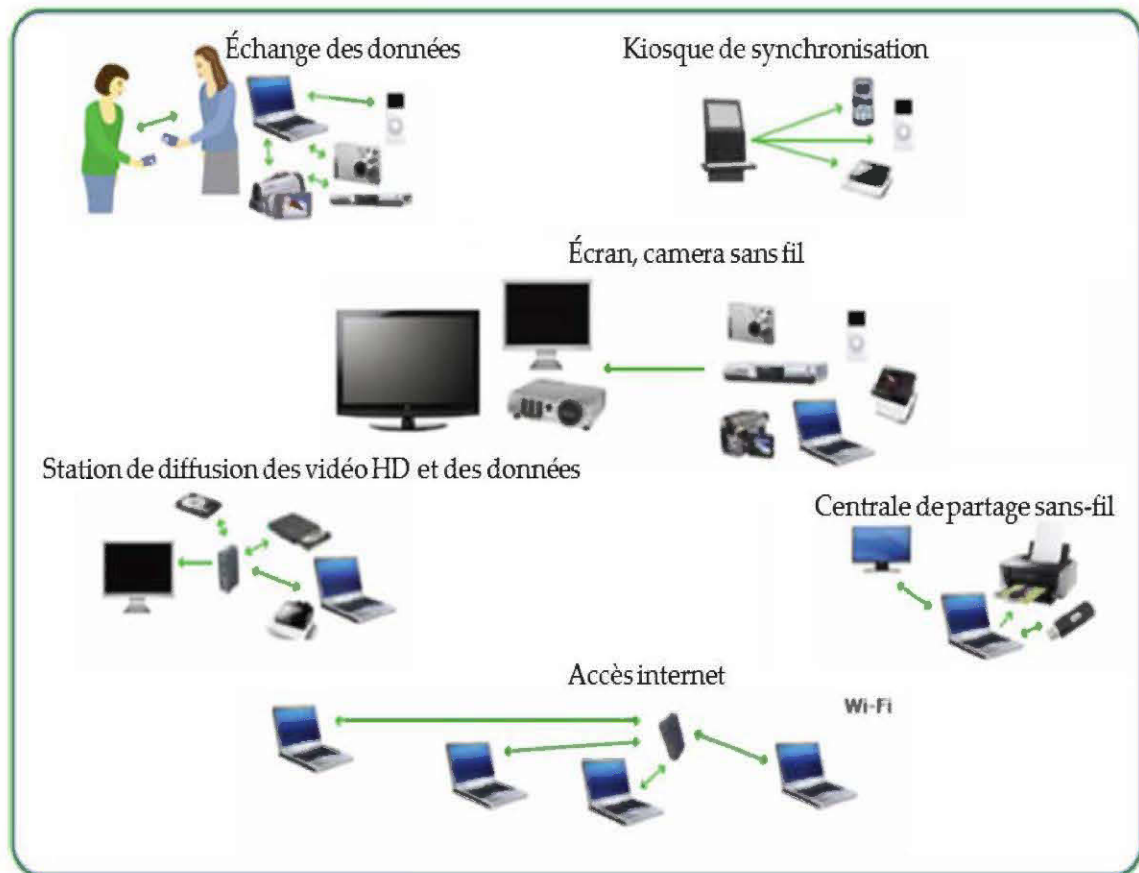 Échange des données
Kiosque de synchronisation
Écran, camera sans fil
Station de diffusion des vidéo HD et des données
Centrale de partage sans-fil
Accès internet
Wi-Fi